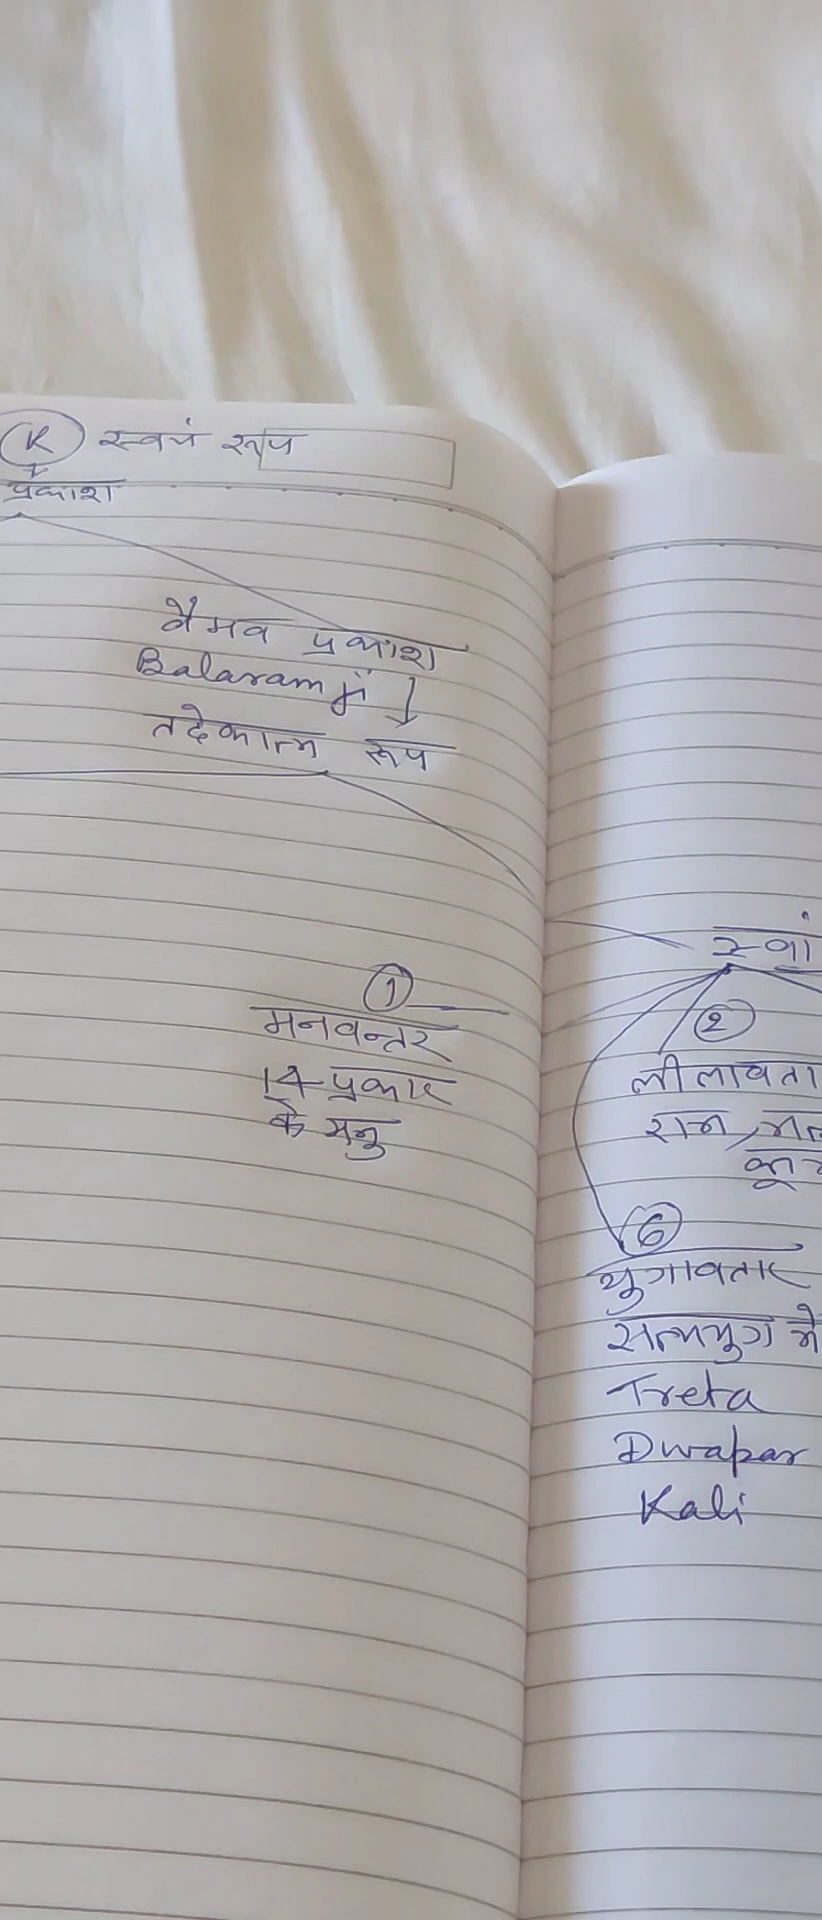 K स्वयं रूप
प्रकाश
वैभव प्रकाश
Balaram ji
तदेकात्म रूप
स्वां
1
मनवन्तर
14 प्रकार
के मनु
2
लीलावता
राम,
6
युगावतार
सत्ययुग में
Treta
Dwapar
Kali